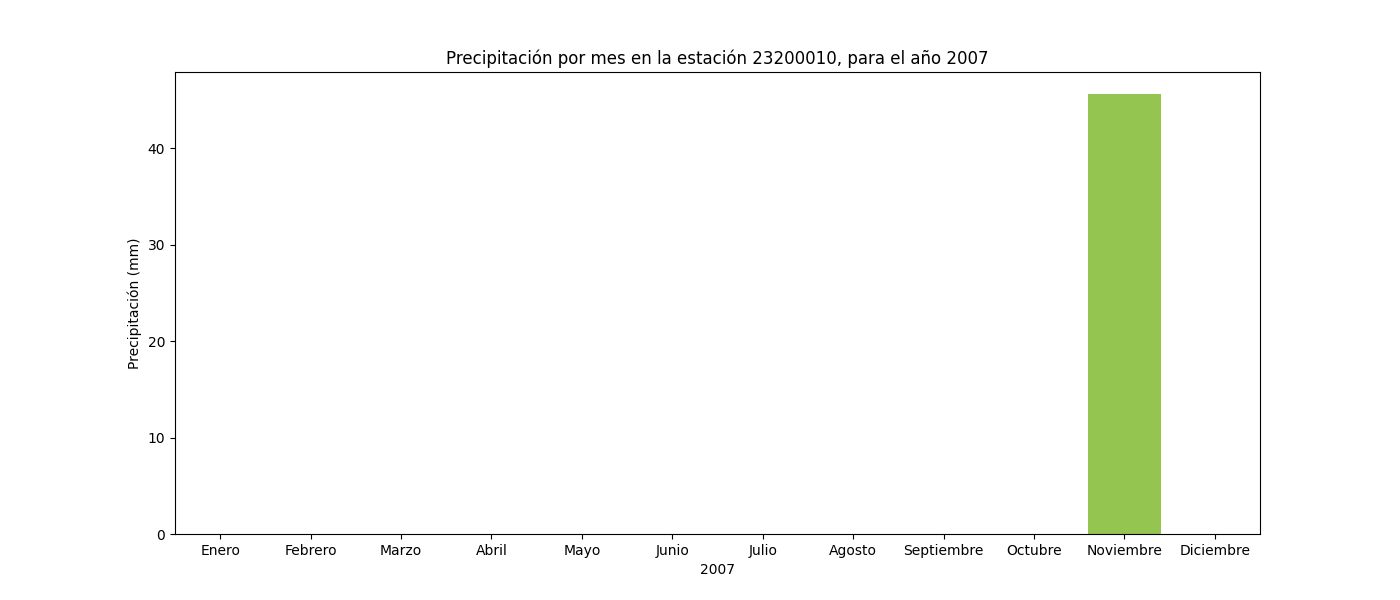 Precipitación por mes en la estación 23200010, para el año 2007
Precipitación (mm)
40
30
20
10
0
Enero Febrero Marzo Abril Mayo Junio Julio Agosto Septiembre Octubre Noviembre Diciembre
2007